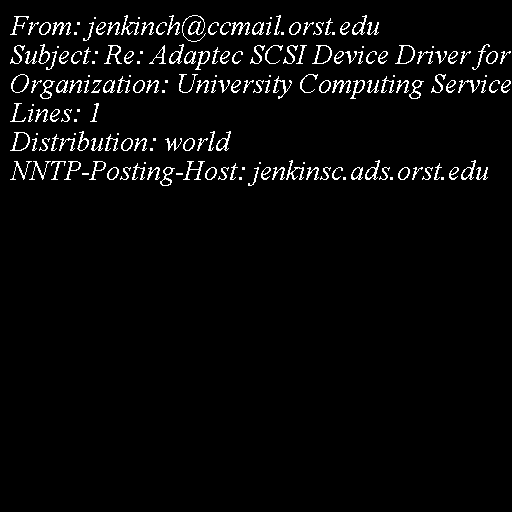 From: jenkinch@ccmail.orst.edu
Subject: Re: Adaptec SCSI Device Driver for
Organization: University Computing Service
Lines: 1
Distribution: world
NNTP-Posting-Host: jenkinsc.ads.orst.edu